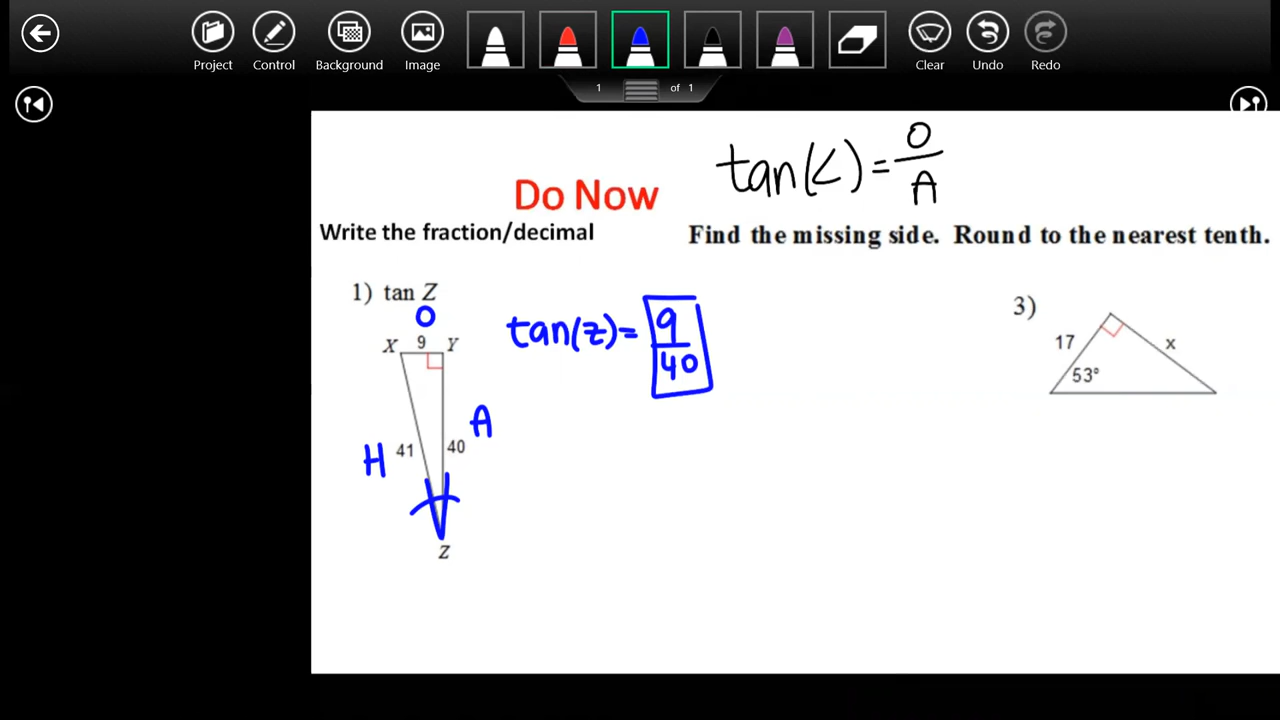 Project Control Background Image Clear Undo Redo
1 of 1
tan(<) = O/A
Do Now
Write the fraction/decimal
Find the missing side. Round to the nearest tenth.
1) tan Z
O
X 9 Y
tan(z) = 9/40
H 41 40 A
Z
3)
17 x
53°